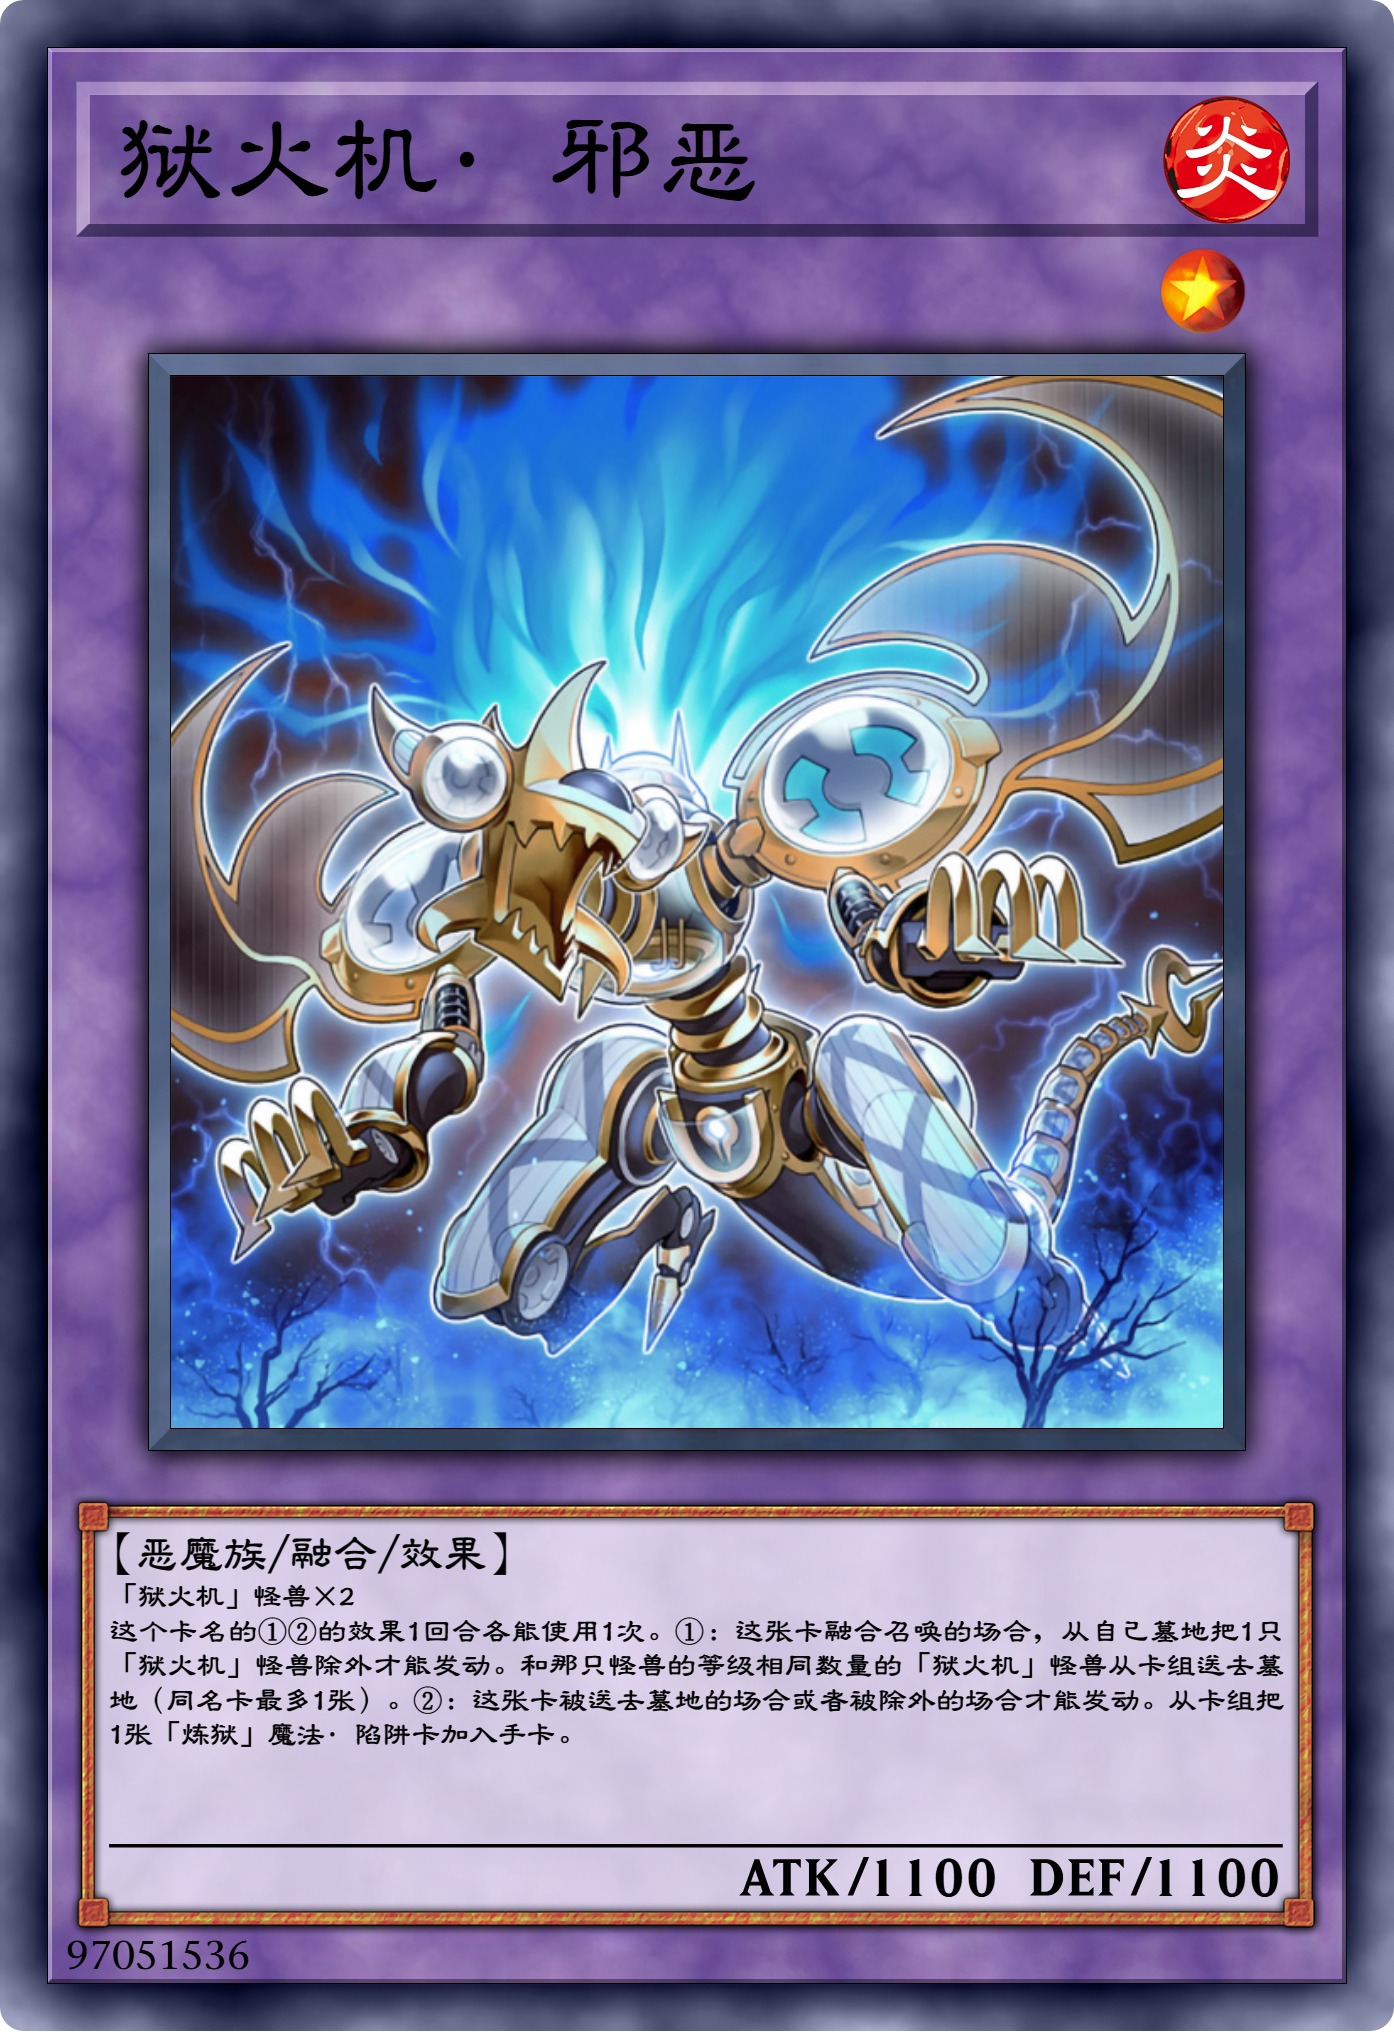 狱火机·邪恶
炎
【恶魔族/融合/效果】
「狱火机」怪兽×2
这个卡名的①②的效果1回合各能使用1次。①：这张卡融合召唤的场合，从自己墓地把1只
「狱火机」怪兽除外才能发动。和那只怪兽的等级相同数量的「狱火机」怪兽从卡组送去墓
地（同名卡最多1张）。②：这张卡被送去墓地的场合或者被除外的场合才能发动。从卡组把
1张「炼狱」魔法·陷阱卡加入手卡。
ATK/1100 DEF/1100
97051536